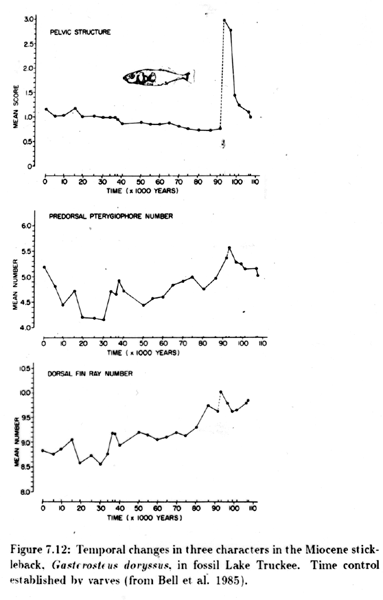 PELVIC STRUCTURE
3.0
2.5
2.0
1.5
1.0
0.5
0
MEAN SCORE
0 10 20 30 40 50 60 70 80 90 100 110
TIME (x 1000 YEARS)
PREDORSAL PTERYGIOPHORE NUMBER
6.0
5.5
5.0
4.5
4.0
MEAN NUMBER
0 10 20 30 40 50 60 70 80 90 100 110
TIME (x 1000 YEARS)
DORSAL FIN RAY NUMBER
10.5
10.0
9.5
9.0
8.5
8.0
MEAN NUMBER
0 10 20 30 40 50 60 70 80 90 100 110
TIME (x 1000 YEARS)
Figure 7.12: Temporal changes in three characters in the Miocene stick-
leback, Gasterosteus doryssus, in fossil Lake Truckee. Time control
established by varves (from Bell et al. 1985).